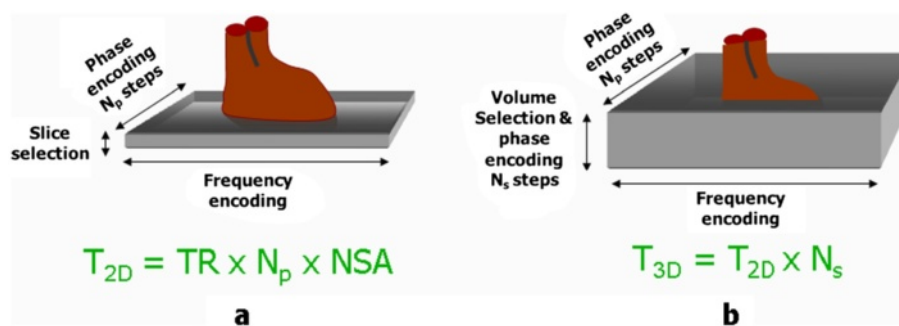 Phase
encoding
Nₚ steps
Slice
selection
Frequency
encoding
T₂D = TR x Nₚ x NSA
a
Phase
encoding
Nₚ steps
Volume
Selection &
phase
encoding
Nₛ steps
Frequency
encoding
T₃D = T₂D x Nₛ
b